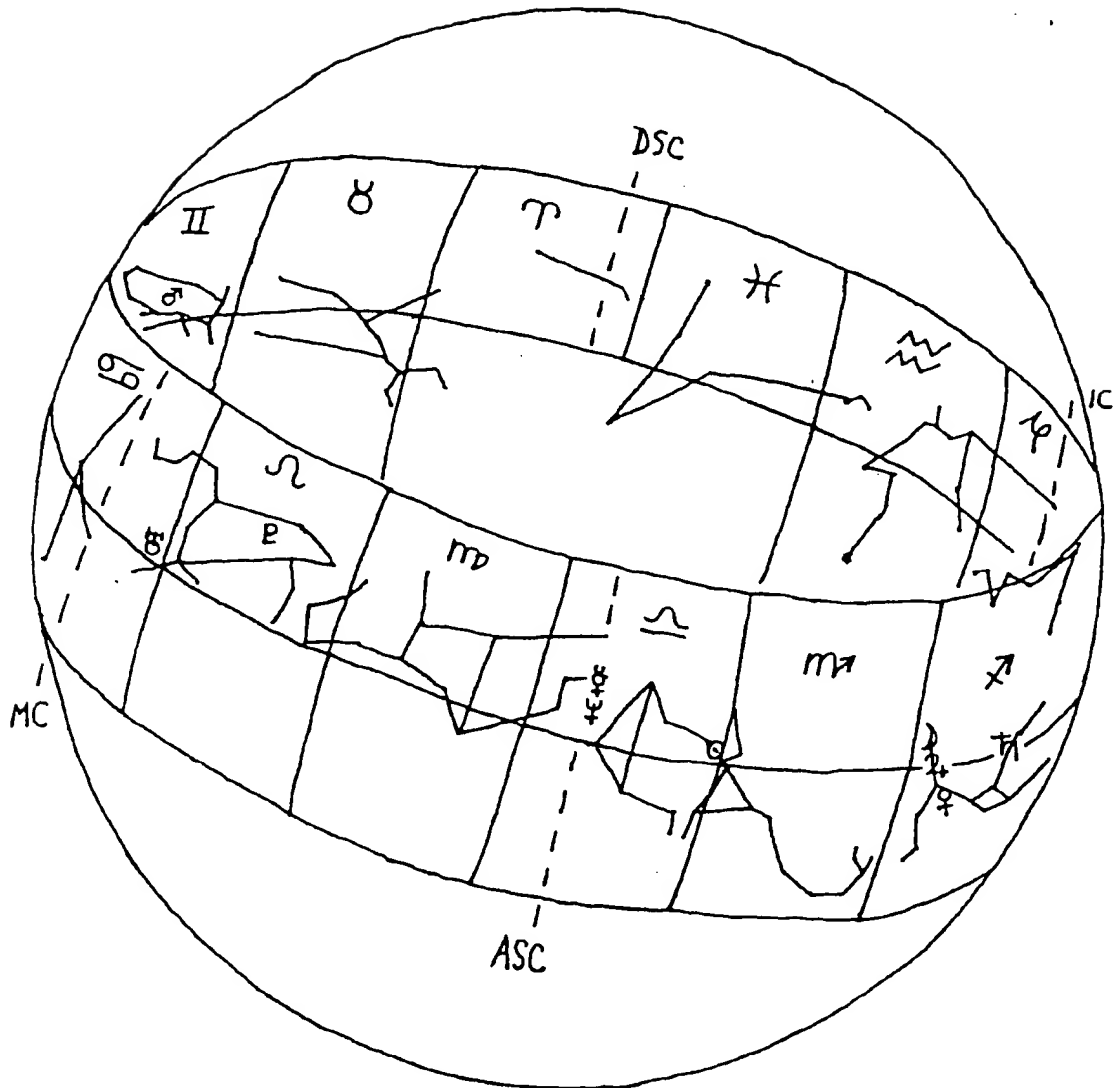 DSC
♊ ♉ ♈ ♓ ♒ ♑
IC
♂
♋ ♌ ♍ ♎ ♏ ♐
MC
ASC